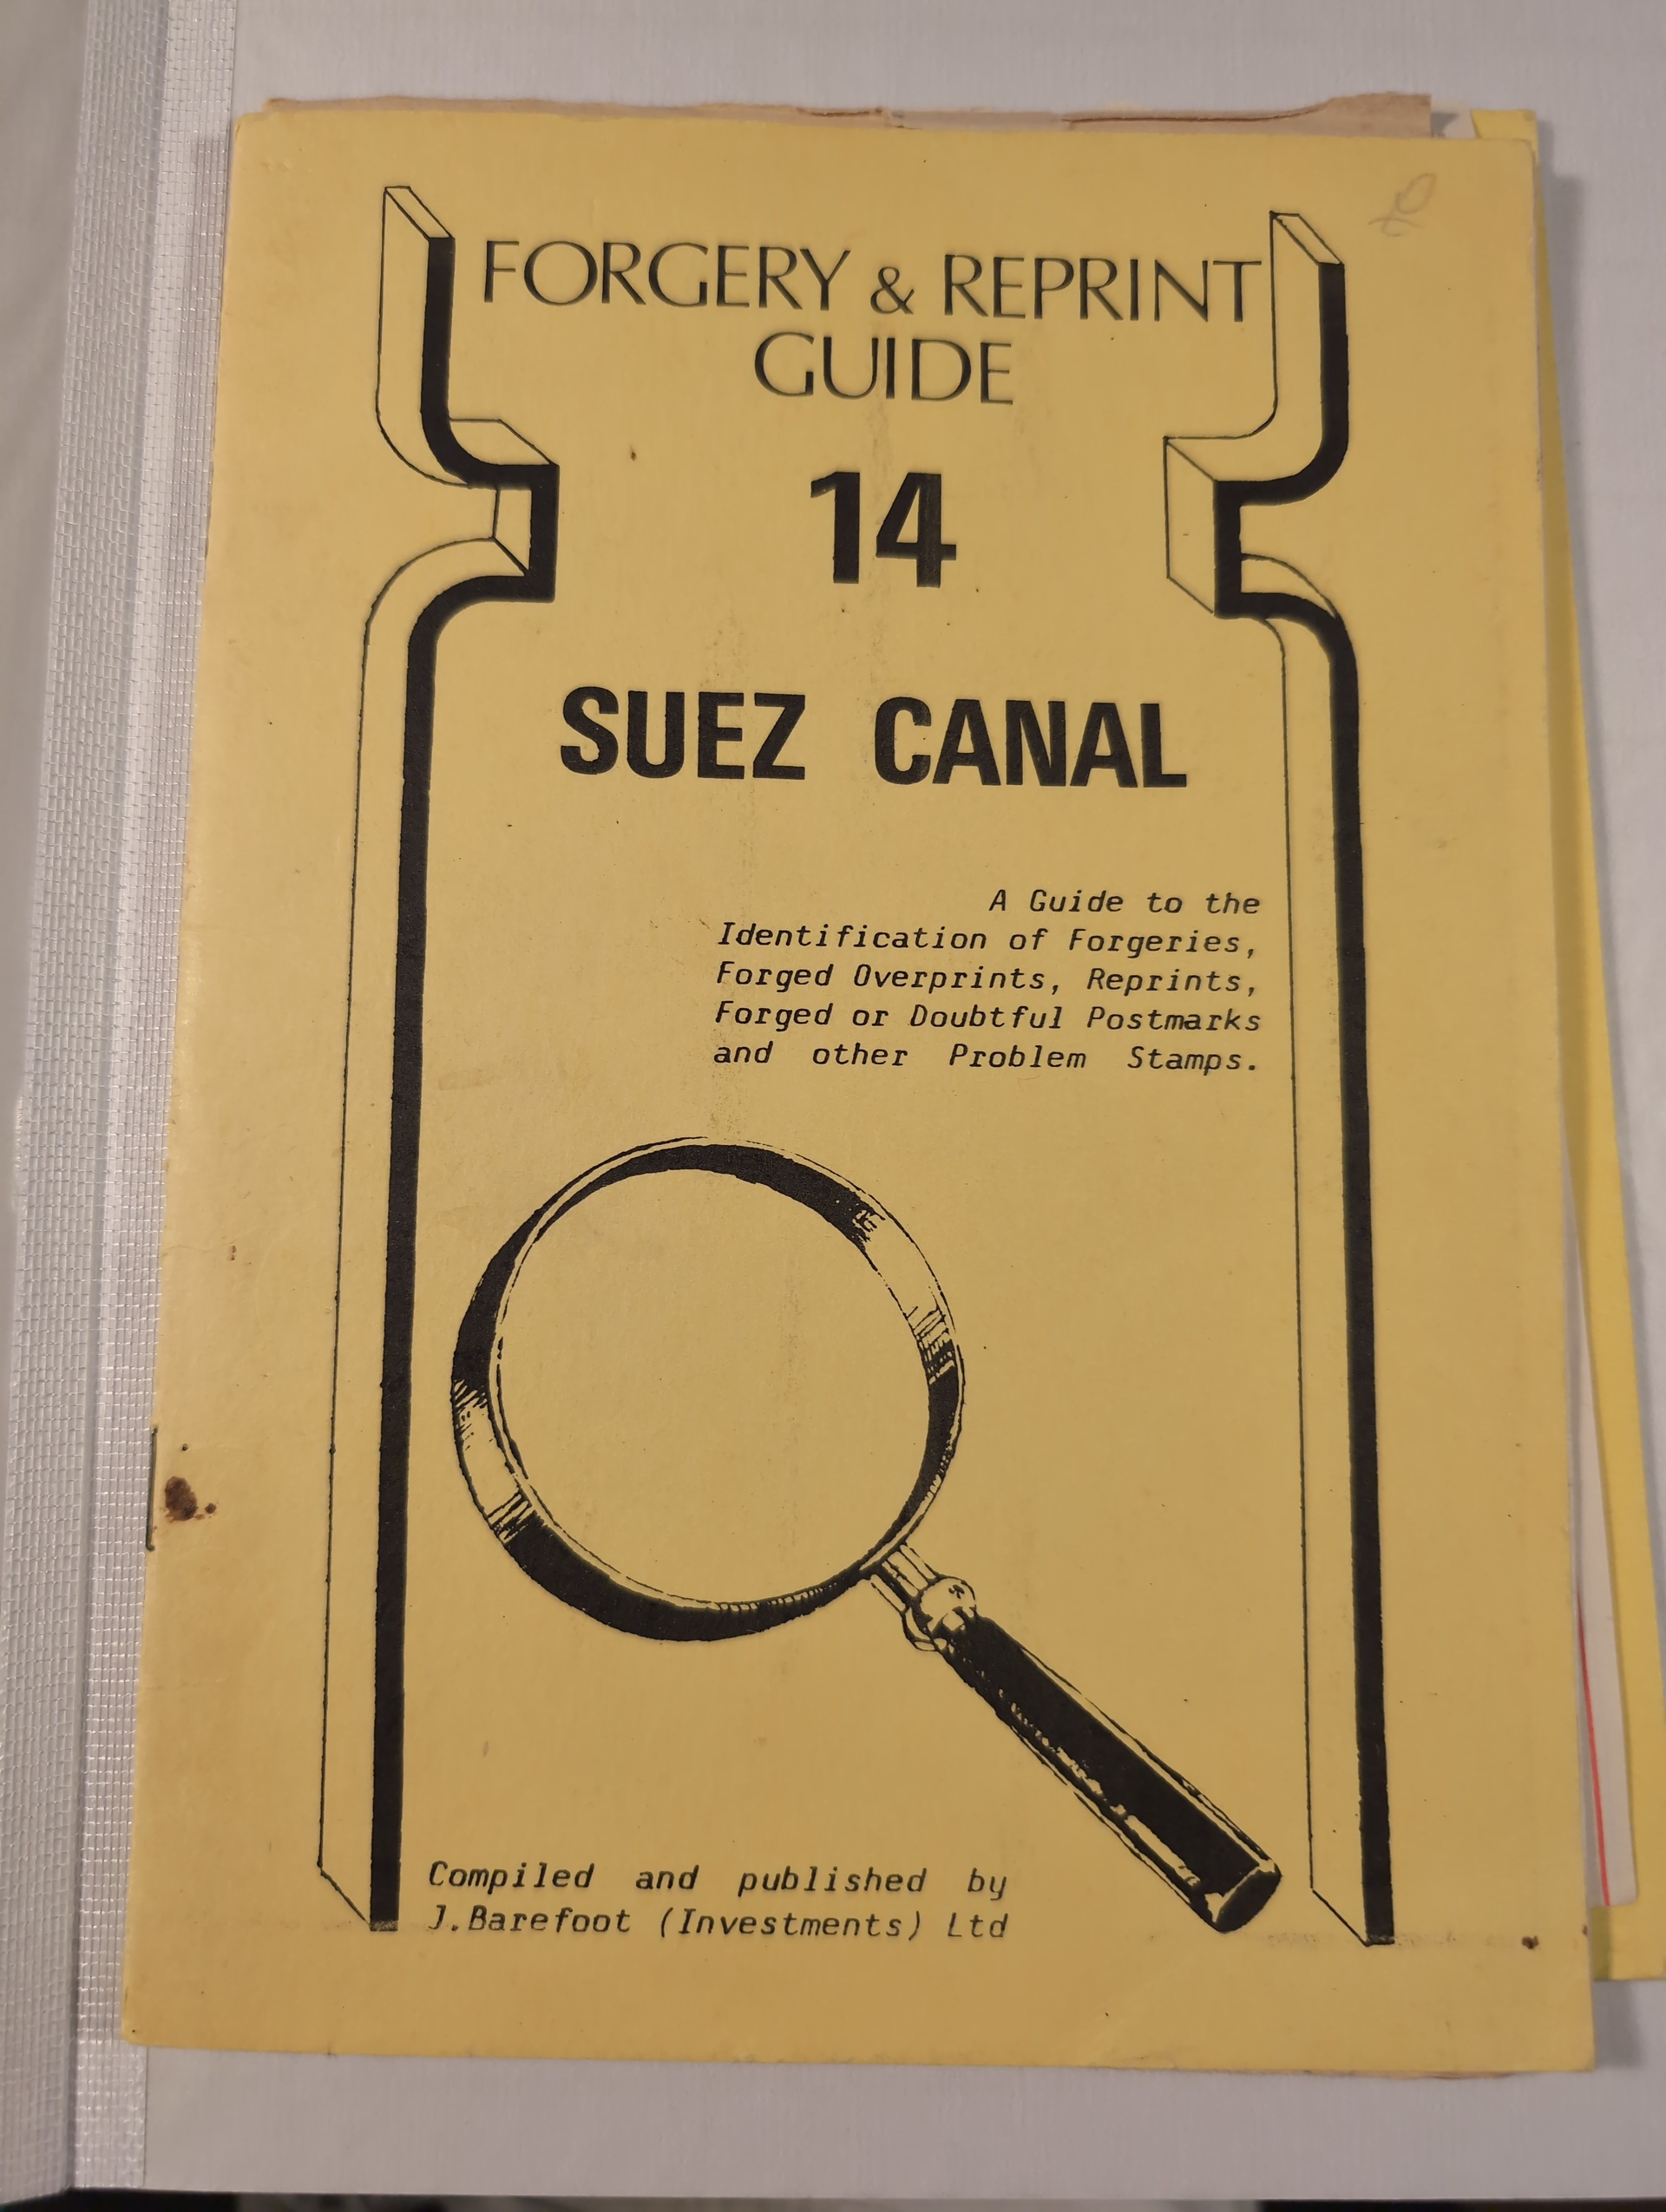 FORGERY & REPRINT
GUIDE
14
SUEZ CANAL
A Guide to the
Identification of Forgeries,
Forged Overprints, Reprints,
Forged or Doubtful Postmarks
and other Problem Stamps.
Compiled and published by
J.Barefoot (Investments) Ltd